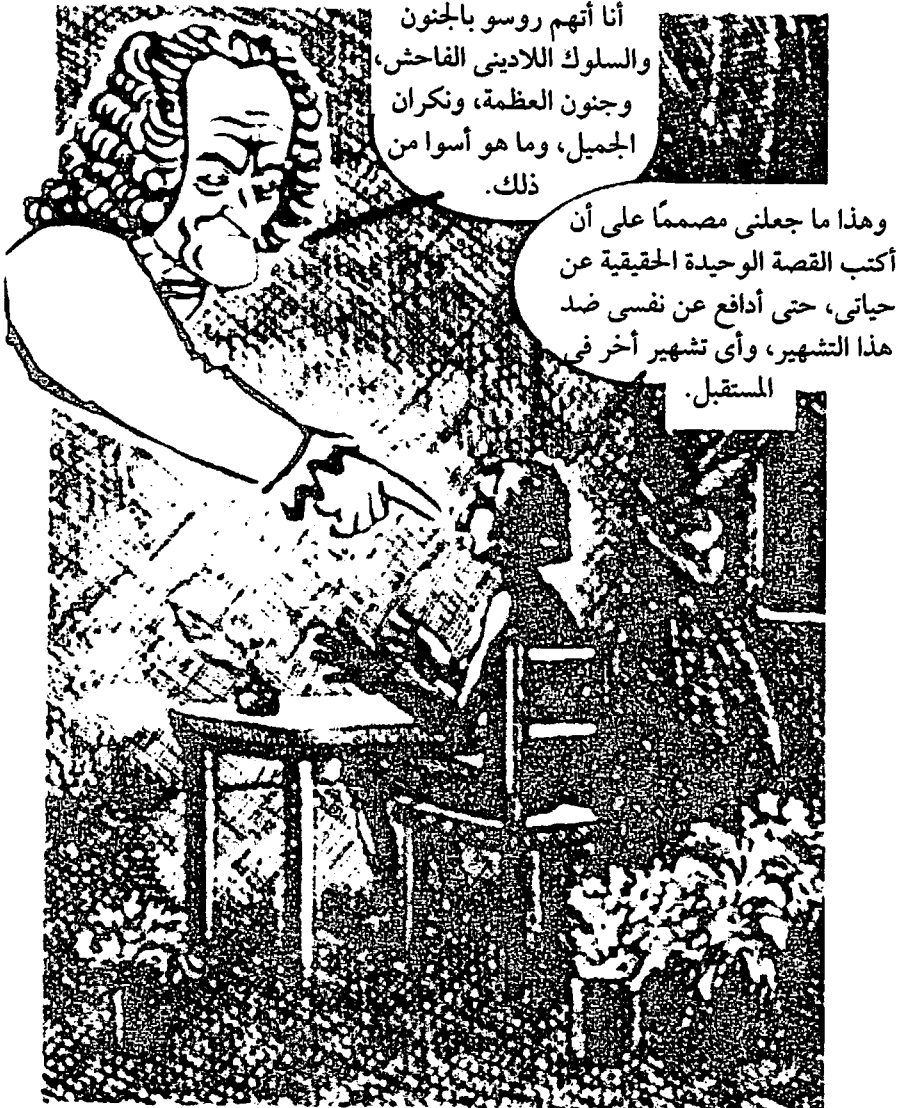 أنا أتهم روسو بالجنون
والسلوك اللادينى الفاحش،
وجنون العظمة، ونكران
الجميل، وما هو أسوا من
ذلك.
وهذا ما جعلنى مصممًا على أن
أكتب القصة الوحيدة الحقيقية عن
حياتى، حتى أدافع عن نفسى ضد
هذا التشهير، وأى تشهير أخر فى
المستقبل.